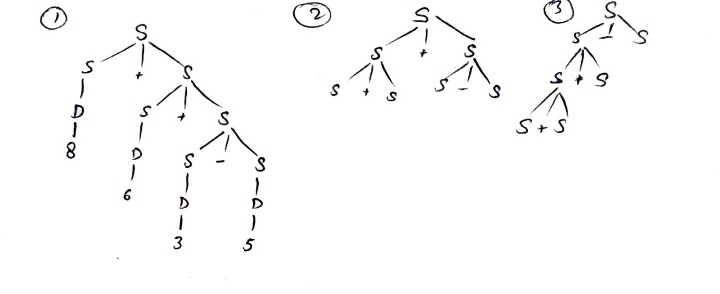 ① ② ③
S S S
S + S S + S S - S
D S + S S + S S - S S + S
8 D S - S S + S
6 D D
3 5